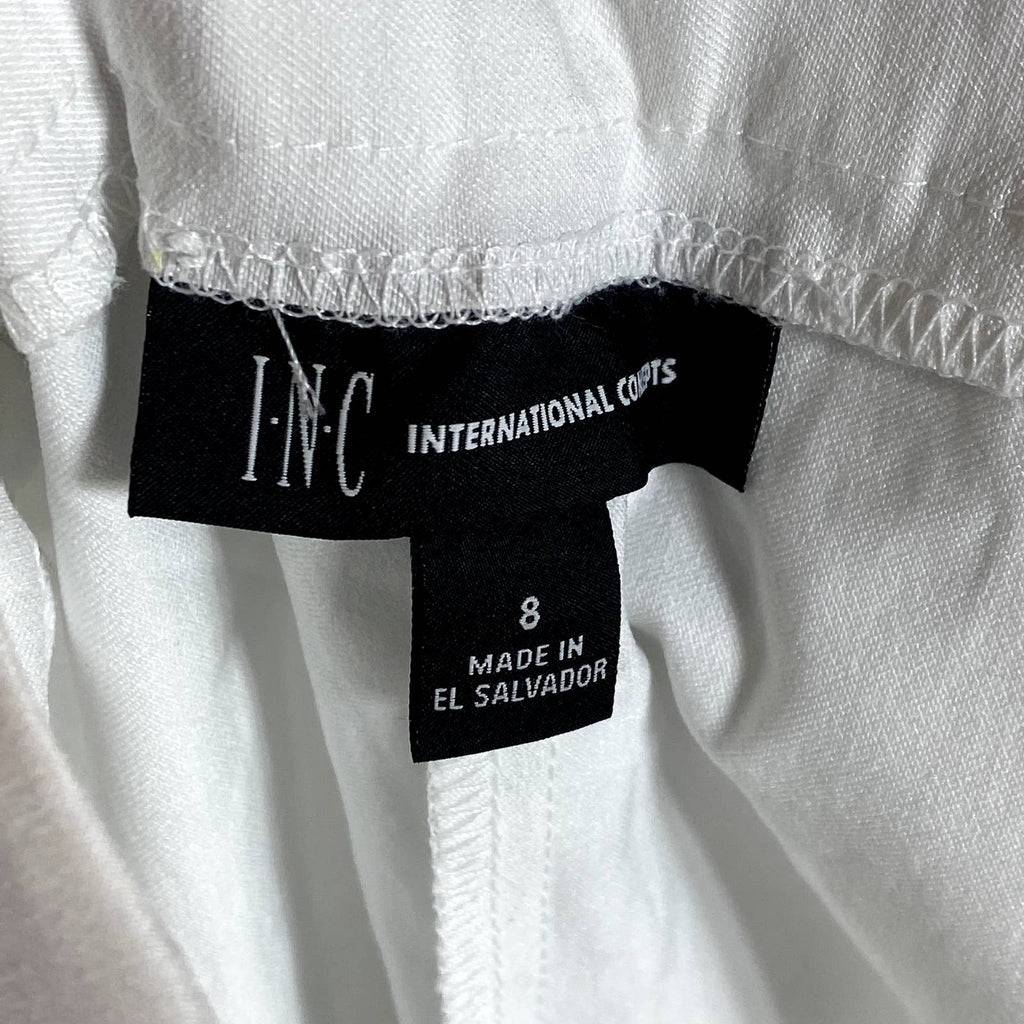 I·N·C INTERNATIONAL CONCEPTS
8
MADE IN
EL SALVADOR